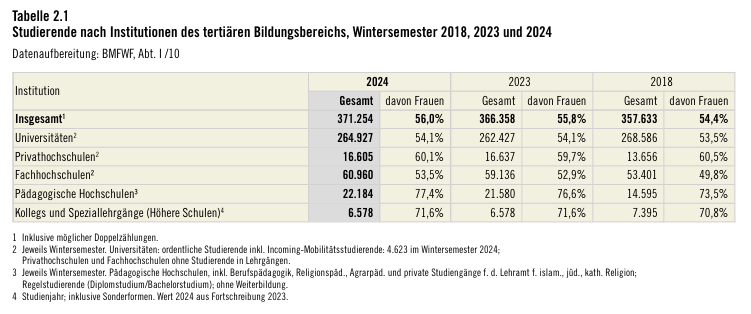 Tabelle 2.1
Studierende nach Institutionen des tertiären Bildungsbereichs, Wintersemester 2018, 2023 und 2024
Datenaufbereitung: BMFWF, Abt. I /10
Institution 2024 2023 2018
Gesamt davon Frauen Gesamt davon Frauen Gesamt davon Frauen
Insgesamt¹ 371.254 56,0% 366.358 55,8% 357.633 54,4%
Universitäten² 264.927 54,1% 262.427 54,1% 268.586 53,5%
Privathochschulen² 16.605 60,1% 16.637 59,7% 13.656 60,5%
Fachhochschulen² 60.960 53,5% 59.136 52,9% 53.401 49,8%
Pädagogische Hochschulen³ 22.184 77,4% 21.580 76,6% 14.595 73,5%
Kollegs und Speziallehrgänge (Höhere Schulen)⁴ 6.578 71,6% 6.578 71,6% 7.395 70,8%
1 Inklusive möglicher Doppelzählungen.
2 Jeweils Wintersemester. Universitäten: ordentliche Studierende inkl. Incoming-Mobilitätsstudierende: 4.623 im Wintersemester 2024;
Privathochschulen und Fachhochschulen ohne Studierende in Lehrgängen.
3 Jeweils Wintersemester. Pädagogische Hochschulen, inkl. Berufspädagogik, Religionspäd., Agrarpäd. und private Studiengänge f. d. Lehramt f. islam., jüd., kath. Religion;
Regelstudierende (Diplomstudium/Bachelorstudium); ohne Weiterbildung.
4 Studienjahr; inklusive Sonderformen. Wert 2024 aus Fortschreibung 2023.